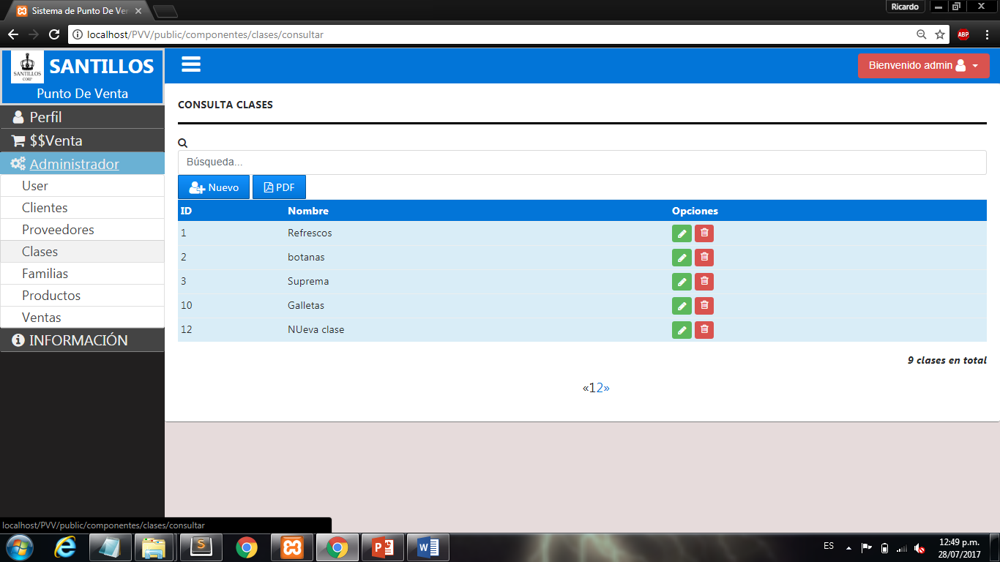 Sistema de Punto De Ver
Ricardo
localhost/PVV/public/componentes/clases/consultar
ABP
SANTILLOS
CORP
SANTILLOS
Punto De Venta
Bienvenido admin
Perfil
$$Venta
Administrador
User
Clientes
Proveedores
Clases
Familias
Productos
Ventas
INFORMACIÓN
CONSULTA CLASES
Búsqueda...
Nuevo PDF
ID Nombre Opciones
1 Refrescos
2 botanas
3 Suprema
10 Galletas
12 NUeva clase
9 clases en total
«12»
localhost/PVV/public/componentes/clases/consultar
ES
12:49 p.m.
28/07/2017